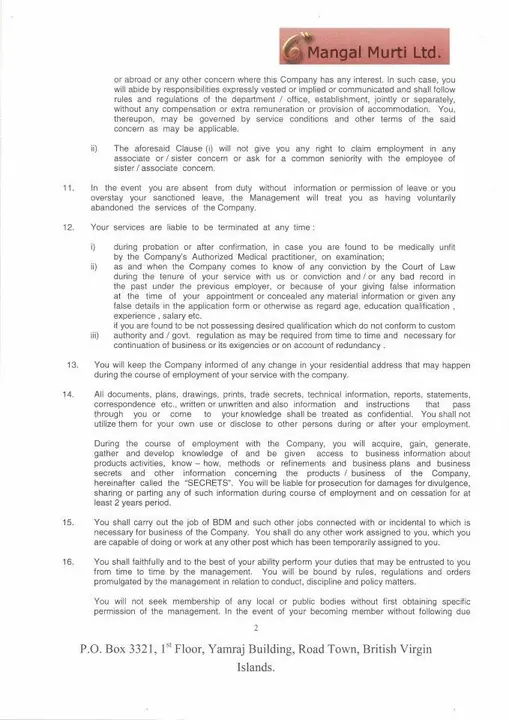 Mangal Murti Ltd.
or abroad or any other concern where this Company has any interest. In such case, you
will abide by responsibilities expressly vested or implied or communicated and shall follow
rules and regulations of the department / office, establishment, jointly or separately,
without any compensation or extra remuneration or provision of accommodation. You,
thereupon, may be governed by service conditions and other terms of the said
concern as may be applicable.
ii) The aforesaid Clause (i) will not give you any right to claim employment in any
associate or / sister concern or ask for a common seniority with the employee of
sister / associate concern.
11. In the event you are absent from duty without information or permission of leave or you
overstay your sanctioned leave, the Management will treat you as having voluntarily
abandoned the services of the Company.
12. Your services are liable to be terminated at any time :
i) during probation or after confirmation, in case you are found to be medically unfit
by the Company's Authorized Medical practitioner, on examination;
ii) as and when the Company comes to know of any conviction by the Court of Law
during the tenure of your service with us or conviction and / or any bad record in
the past under the previous employer, or because of your giving false information
at the time of your appointment or concealed any material information or given any
false details in the application form or otherwise as regard age, education qualification ,
experience , salary etc.
if you are found to be not possessing desired qualification which do not conform to custom
iii) authority and / govt. regulation as may be required from time to time and necessary for
continuation of business or its exigencies or on account of redundancy .
13. You will keep the Company informed of any change in your residential address that may happen
during the course of employment of your service with the company.
14. All documents, plans, drawings, prints, trade secrets, technical information, reports, statements,
correspondence etc., written or unwritten and also information and instructions that pass
through you or come to your knowledge shall be treated as confidential. You shall not
utilize them for your own use or disclose to other persons during or after your employment.
During the course of employment with the Company, you will acquire, gain, generate,
gather and develop knowledge of and be given access to business information about
products activities, know – how, methods or refinements and business plans and business
secrets and other information concerning the products / business of the Company,
hereinafter called the "SECRETS". You will be liable for prosecution for damages for divulgence,
sharing or parting any of such information during course of employment and on cessation for at
least 2 years period.
15. You shall carry out the job of BDM and such other jobs connected with or incidental to which is
necessary for business of the Company. You shall do any other work assigned to you, which you
are capable of doing or work at any other post which has been temporarily assigned to you.
16. You shall faithfully and to the best of your ability perform your duties that may be entrusted to you
from time to time by the management. You will be bound by rules, regulations and orders
promulgated by the management in relation to conduct, discipline and policy matters.
You will not seek membership of any local or public bodies without first obtaining specific
permission of the management. In the event of your becoming member without following due
2
P.O. Box 3321, 1st Floor, Yamraj Building, Road Town, British Virgin
Islands.